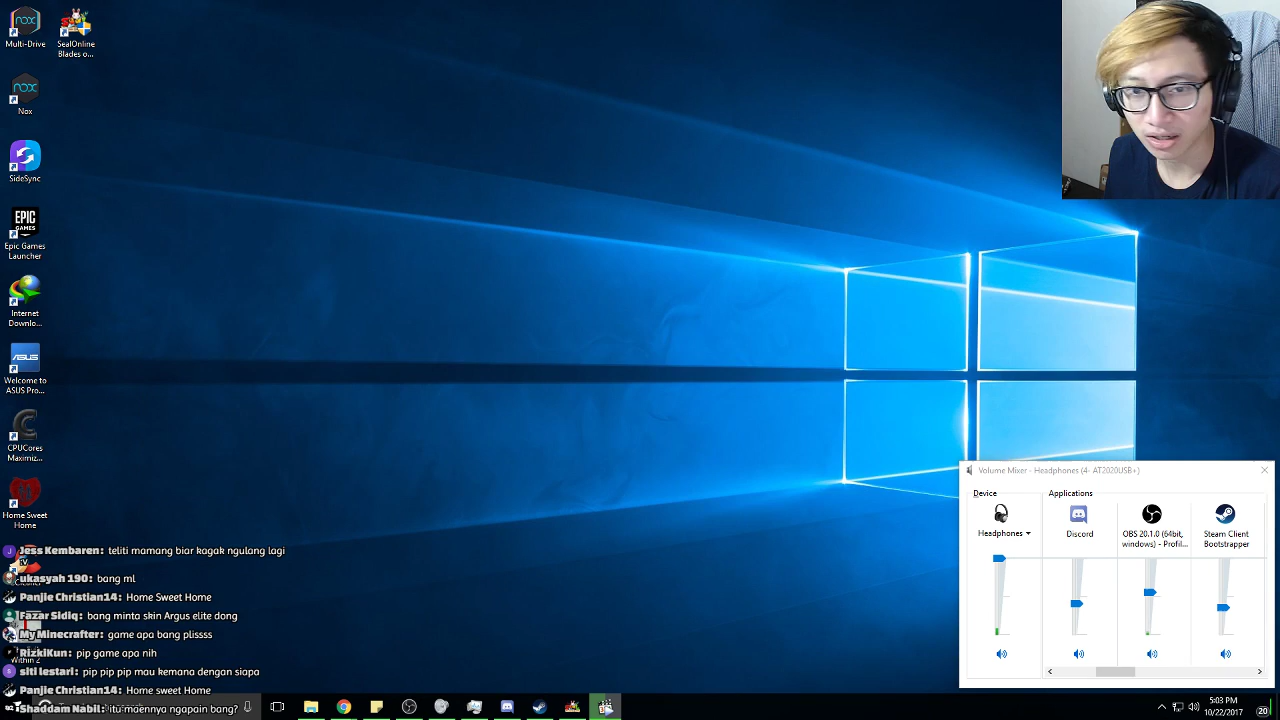 Multi-Drive
SealOnline
Blades o...
Nox
SideSync
EPIC
GAMES
Epic Games
Launcher
Internet
Downlo...
ASUS
Welcome to
ASUS Pro...
CPUCores
Maximiz...
Home Sweet
Home
Jess Kembaren: teliti mamang biar kagak ngulang lagi
ukasyah 190: bang ml
Panjie Christian14: Home Sweet Home
Fazar Sidiq: bang minta skin Argus elite dong
My Minecrafter: game apa bang plissss
RizkiKun: pip game apa nih
Within 2
siti lestari: pip pip pip mau kemana dengan siapa
Panjie Christian14: Home sweet Home
Shaddam Nabil: itu maennya ngapain bang?
Volume Mixer - Headphones (4- AT2020USB+)
Device
Applications
Headphones
Discord
OBS 20.1.0 (64bit,
windows) - Profil...
Steam Client
Bootstrapper
5:03 PM
10/22/2017
20